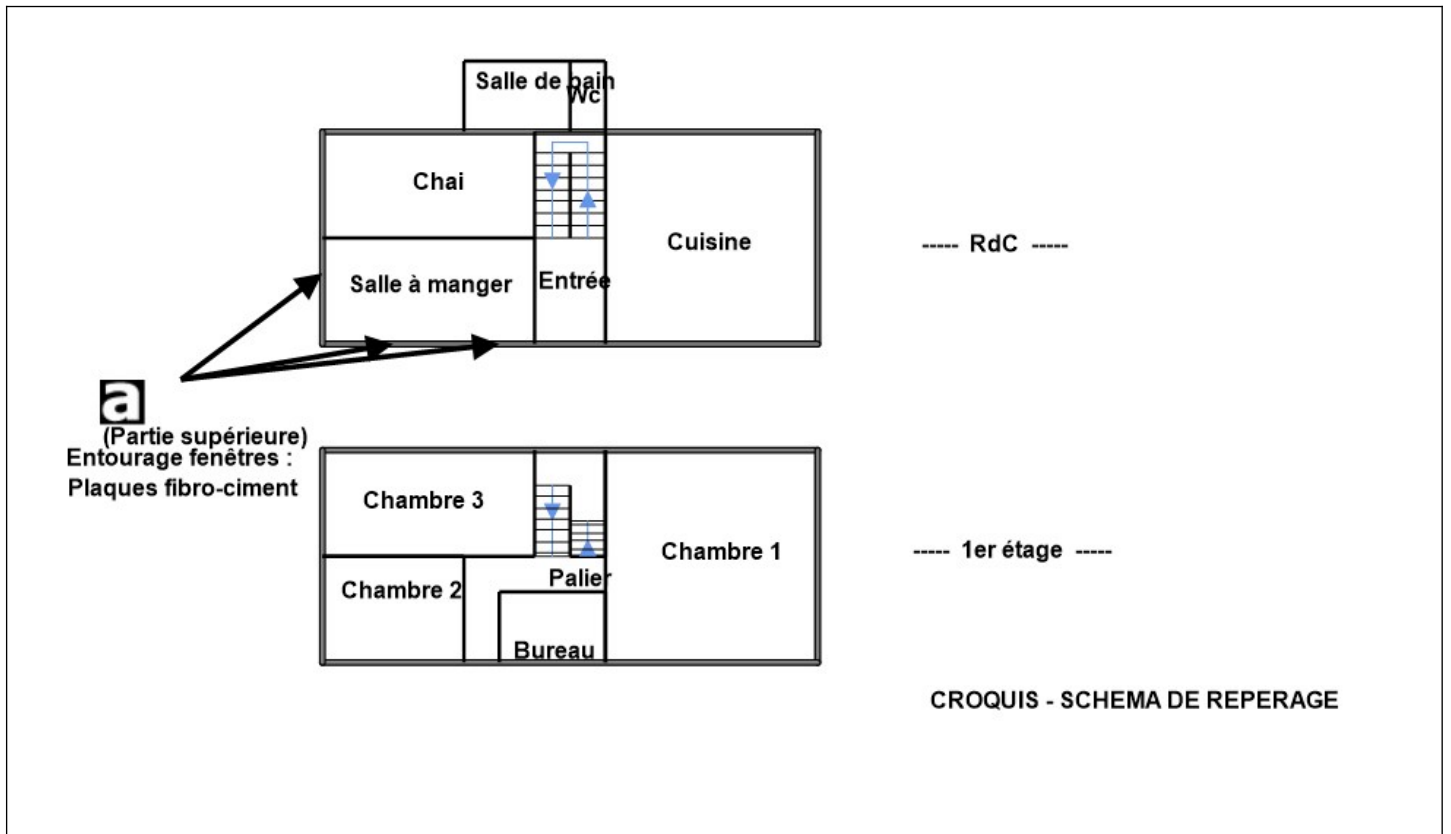 Salle de bain
Wc
Chai
Cuisine
----- RdC -----
Salle à manger
Entrée
a
(Partie supérieure)
Entourage fenêtres :
Plaques fibro-ciment
Chambre 3
Chambre 1
----- 1er étage -----
Palier
Chambre 2
Bureau
CROQUIS - SCHEMA DE REPERAGE